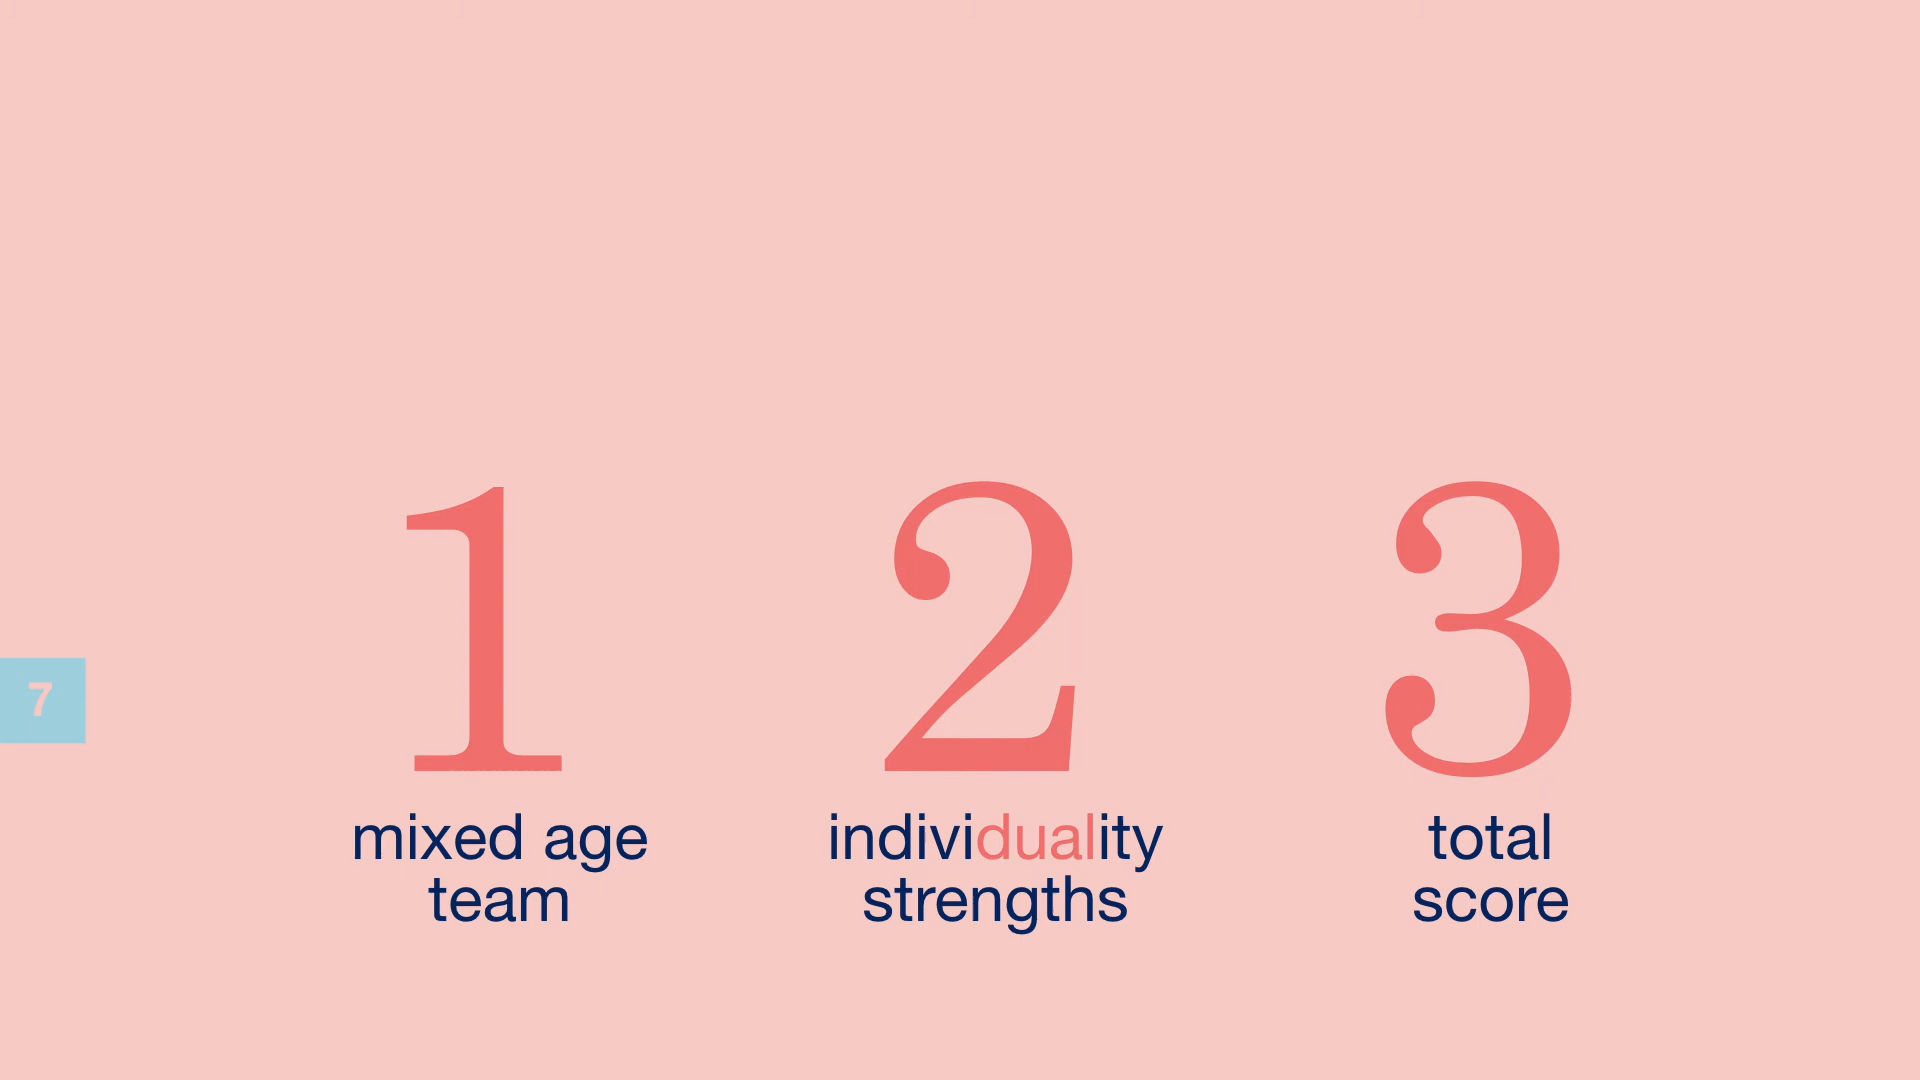 1 2 3
7
mixed age individuality total
team strengths score